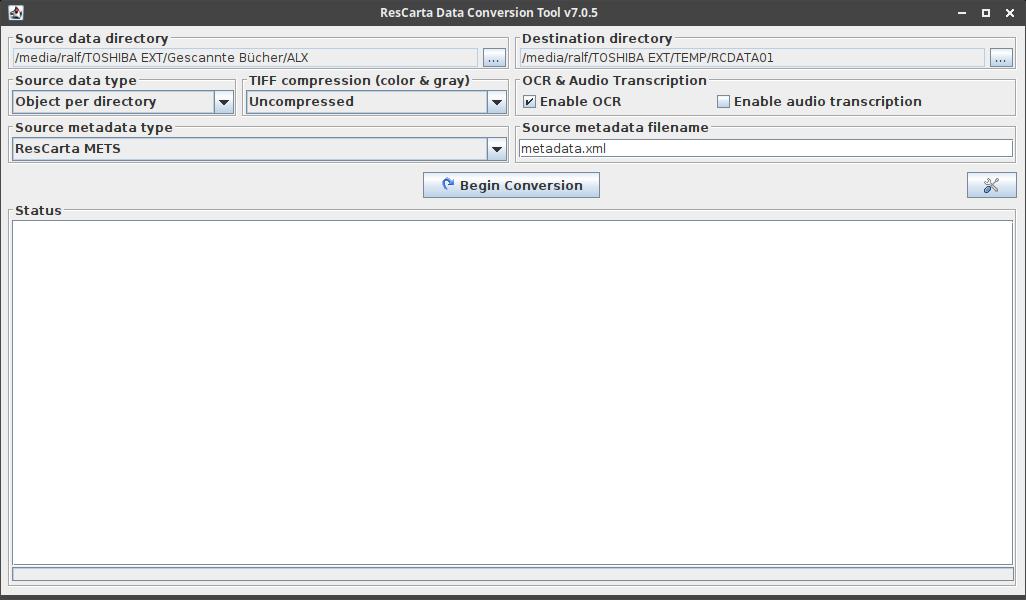 ResCarta Data Conversion Tool v7.0.5
Source data directory
/media/ralf/TOSHIBA EXT/Gescannte Bücher/ALX
...
Destination directory
/media/ralf/TOSHIBA EXT/TEMP/RCDATA01
...
Source data type
Object per directory
TIFF compression (color & gray)
Uncompressed
OCR & Audio Transcription
Enable OCR
Enable audio transcription
Source metadata type
ResCarta METS
Source metadata filename
metadata.xml
Begin Conversion
Status